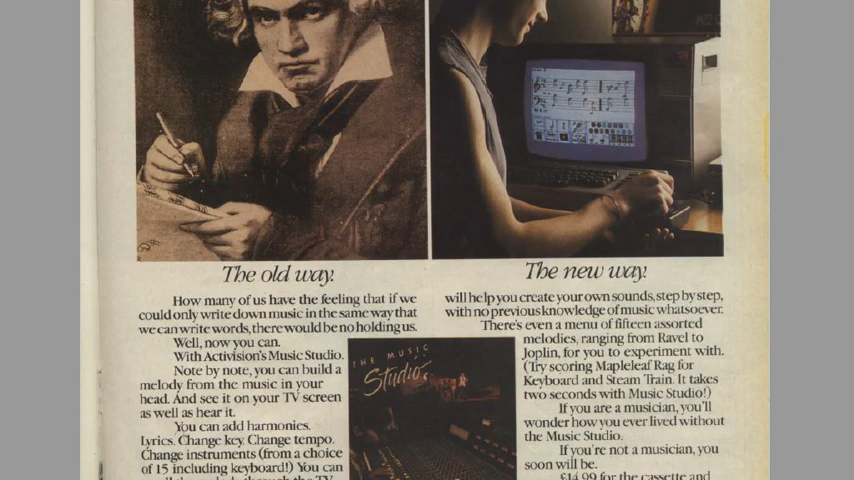 The old way.
How many of us have the feeling that if we
could only write down music in the same way that
we can write words, there would be no holding us.
Well, now you can.
With Activision's Music Studio.
Note by note, you can build a
melody from the music in your
head. And see it on your TV screen
as well as hear it.
You can add harmonies.
Lyrics. Change key. Change tempo.
Change instruments (from a choice
of 15 including keyboard!) You can
THE MUSIC
Studio
The new way.
will help you create your own sounds, step by step,
with no previous knowledge of music whatsoever.
There's even a menu of fifteen assorted
melodies, ranging from Ravel to
Joplin, for you to experiment with.
(Try scoring Mapleleaf Rag for
Keyboard and Steam Train. It takes
two seconds with Music Studio!)
If you are a musician, you'll
wonder how you ever lived without
the Music Studio.
If you're not a musician, you
soon will be.
£14.99 for the cassette and